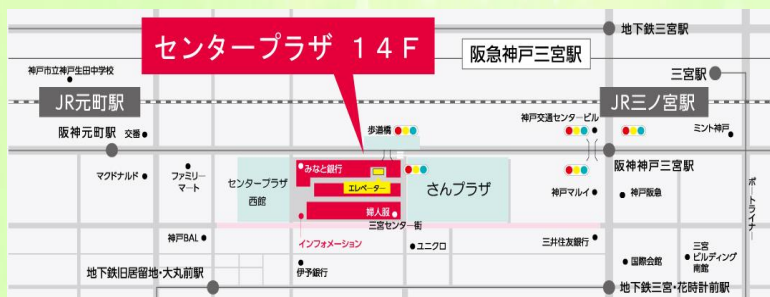 地下鉄三宮駅
センタープラザ 14F
阪急神戸三宮駅
三宮駅
神戸市立神戸生田中学校
JR元町駅
JR三ノ宮駅
神戸交通センタービル
歩道橋
阪神元町駅
交番
ミント神戸
みなと銀行
エレベーター
婦人服
マクドナルド
ファミリー
マート
センタープラザ
西館
さんプラザ
阪神神戸三宮駅
神戸マルイ
神戸阪急
ポートライナー
三宮センター街
神戸BAL
インフォメーション
ユニクロ
三井住友銀行
伊予銀行
国際会館
三宮
ビルディング
南館
地下鉄旧居留地・大丸前駅
地下鉄三宮・花時計前駅